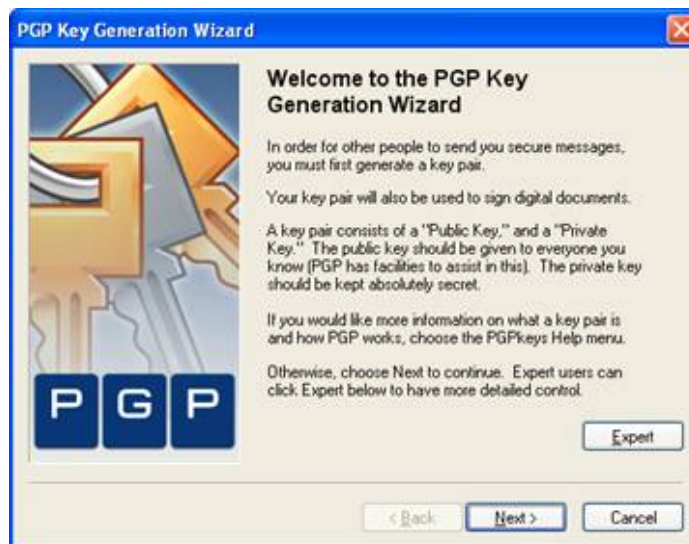 PGP Key Generation Wizard
Welcome to the PGP Key
Generation Wizard
In order for other people to send you secure messages,
you must first generate a key pair.
Your key pair will also be used to sign digital documents.
A key pair consists of a "Public Key," and a "Private
Key." The public key should be given to everyone you
know (PGP has facilities to assist in this). The private key
should be kept absolutely secret.
If you would like more information on what a key pair is
and how PGP works, choose the PGPkeys Help menu.
Otherwise, choose Next to continue. Expert users can
click Expert below to have more detailed control.
P G P
Expert
< Back Next > Cancel